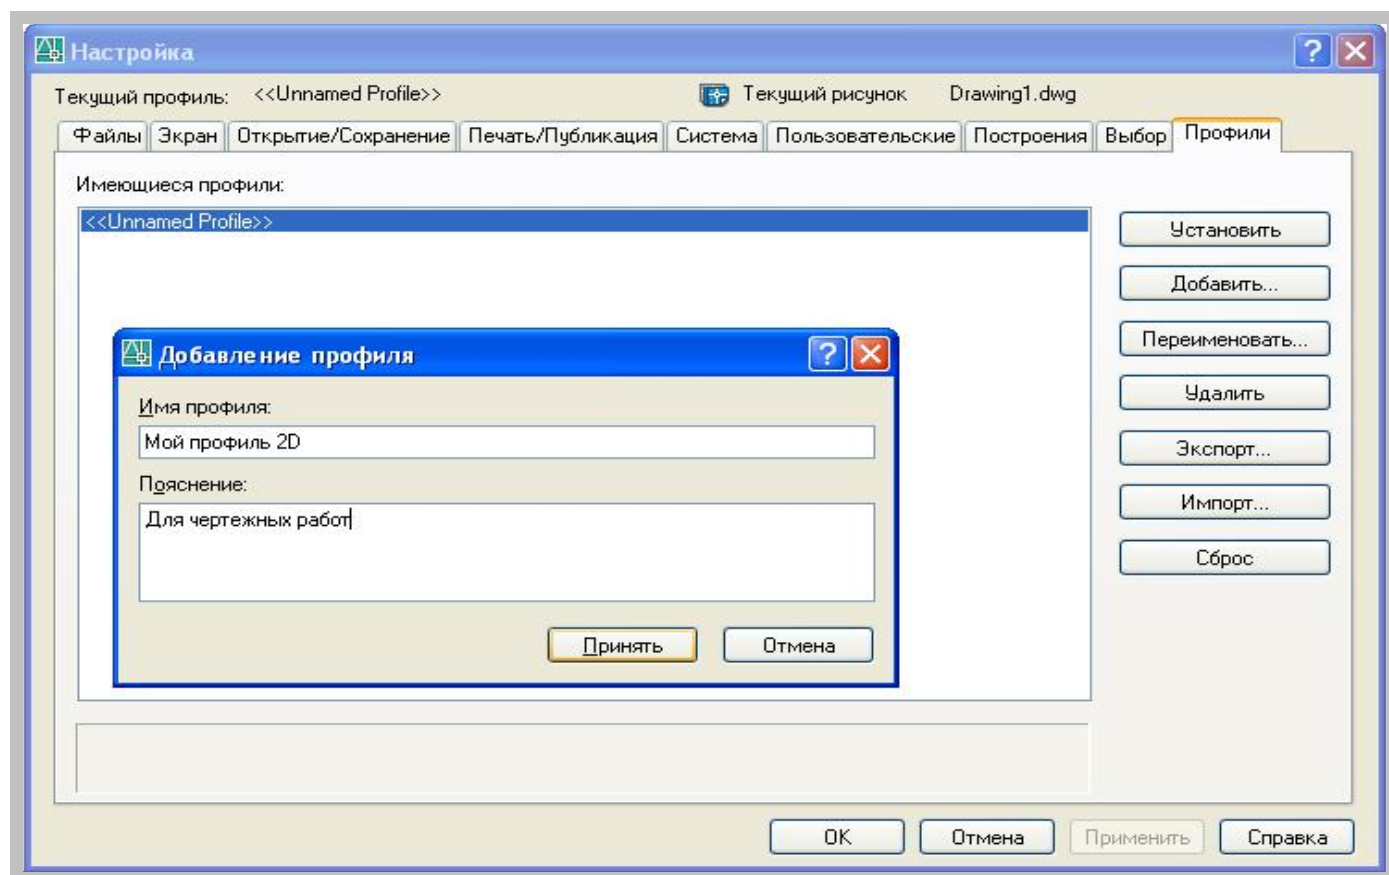 Настройка
Текущий профиль: <<Unnamed Profile>> Текущий рисунок Drawing1.dwg
Файлы Экран Открытие/Сохранение Печать/Публикация Система Пользовательские Построения Выбор Профили
Имеющиеся профили:
<<Unnamed Profile>>
Установить
Добавить...
Переименовать...
Удалить
Экспорт...
Импорт...
Сброс
Добавление профиля
Имя профиля:
Мой профиль 2D
Пояснение:
Для чертежных работ
Принять Отмена
OK Отмена Применить Справка